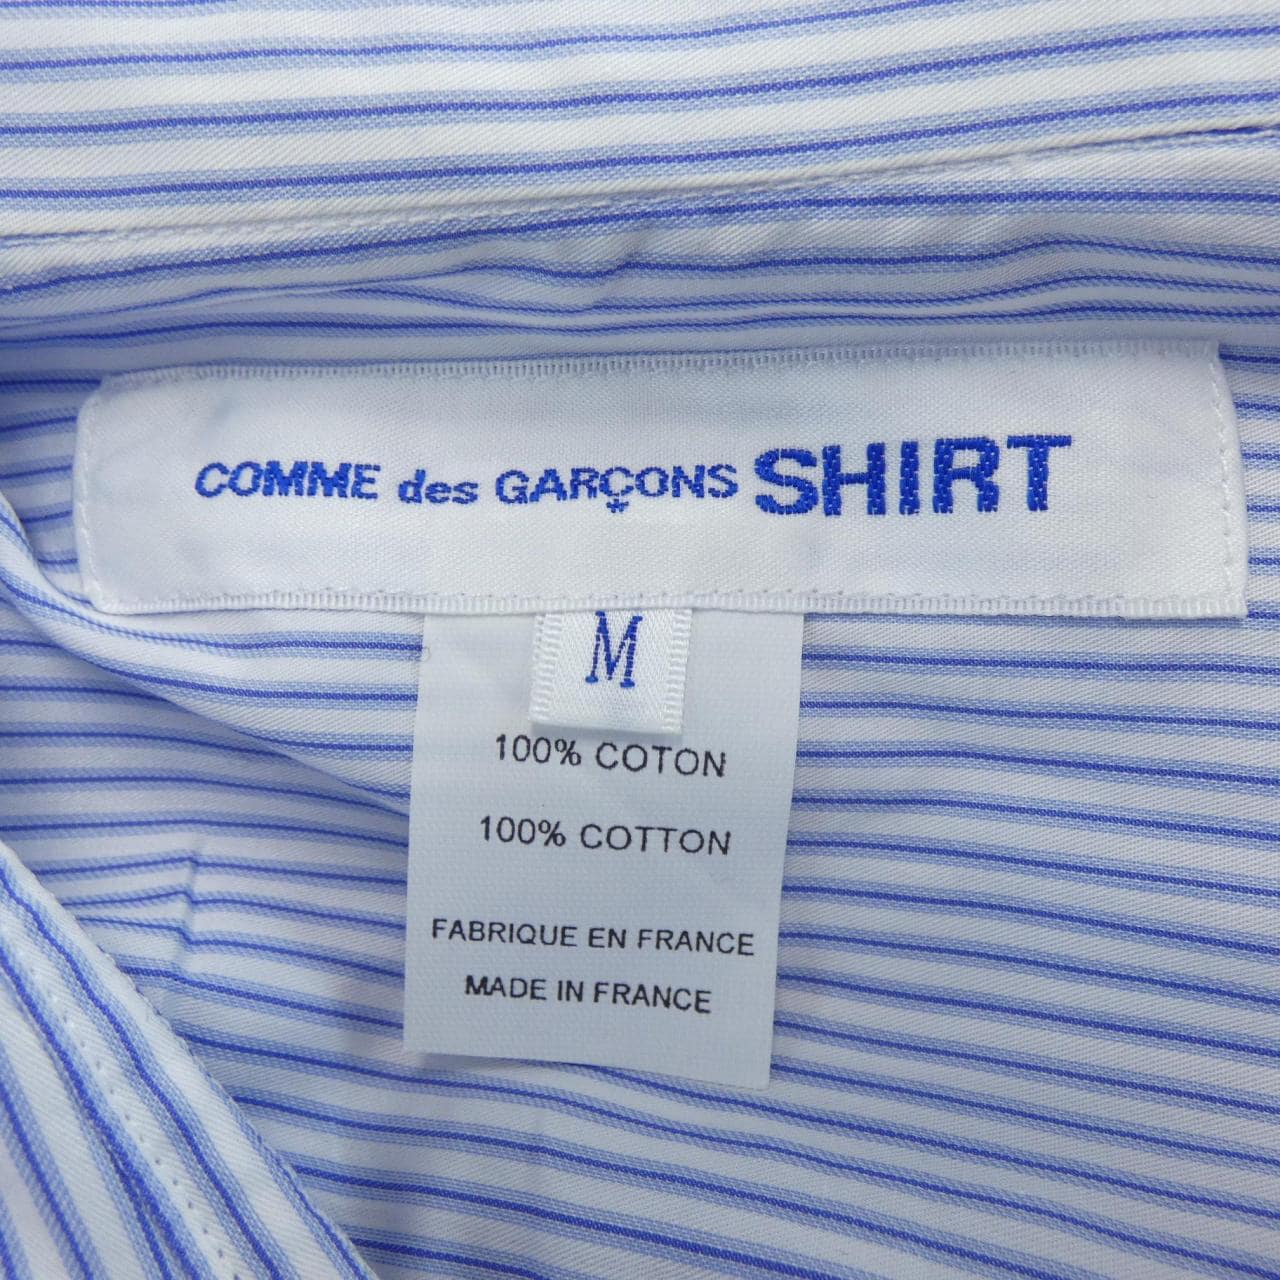 COMME des GARÇONS SHIRT
M
100% COTON
100% COTTON
FABRIQUE EN FRANCE
MADE IN FRANCE